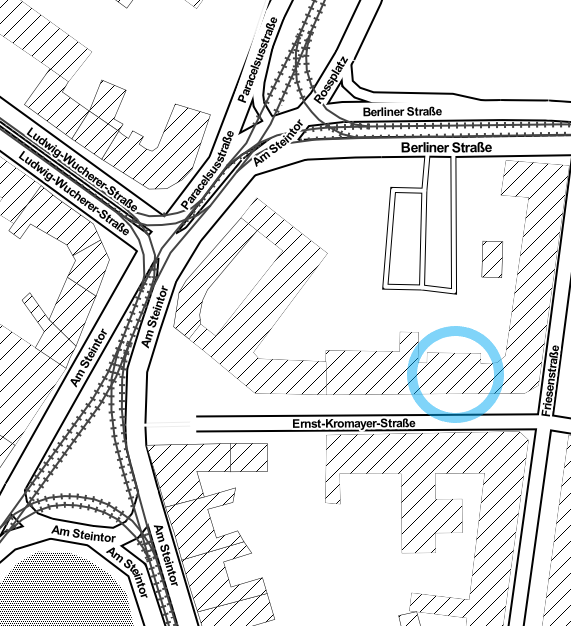 Paracelsusstraße
Rossplatz
Berliner Straße
Am Steintor
Berliner Straße
Ludwig-Wucherer-Straße
Ludwig-Wucherer-Straße
Paracelsusstraße
Am Steintor
Am Steintor
Friesenstraße
Ernst-Kromayer-Straße
Am Steintor
Am Steintor
Am Steintor